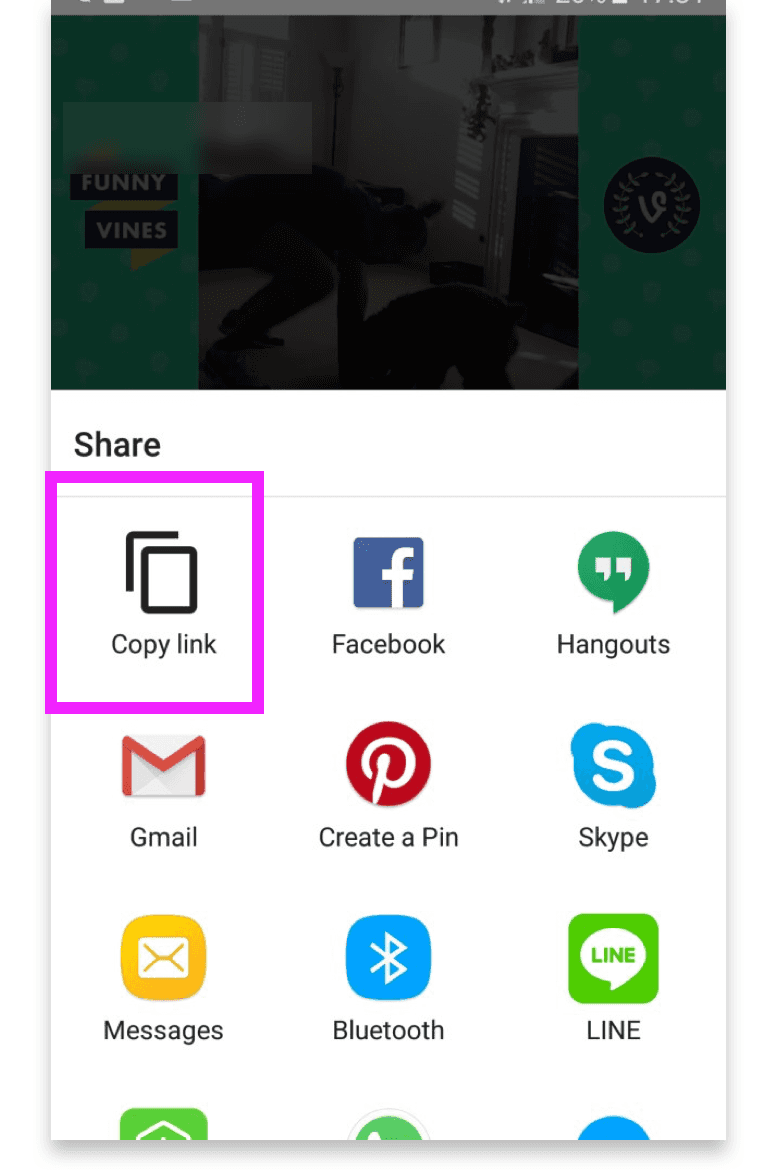 FUNNY
VINES
Share
Copy link
Facebook
Hangouts
Gmail
Create a Pin
Skype
Messages
Bluetooth
LINE
LINE